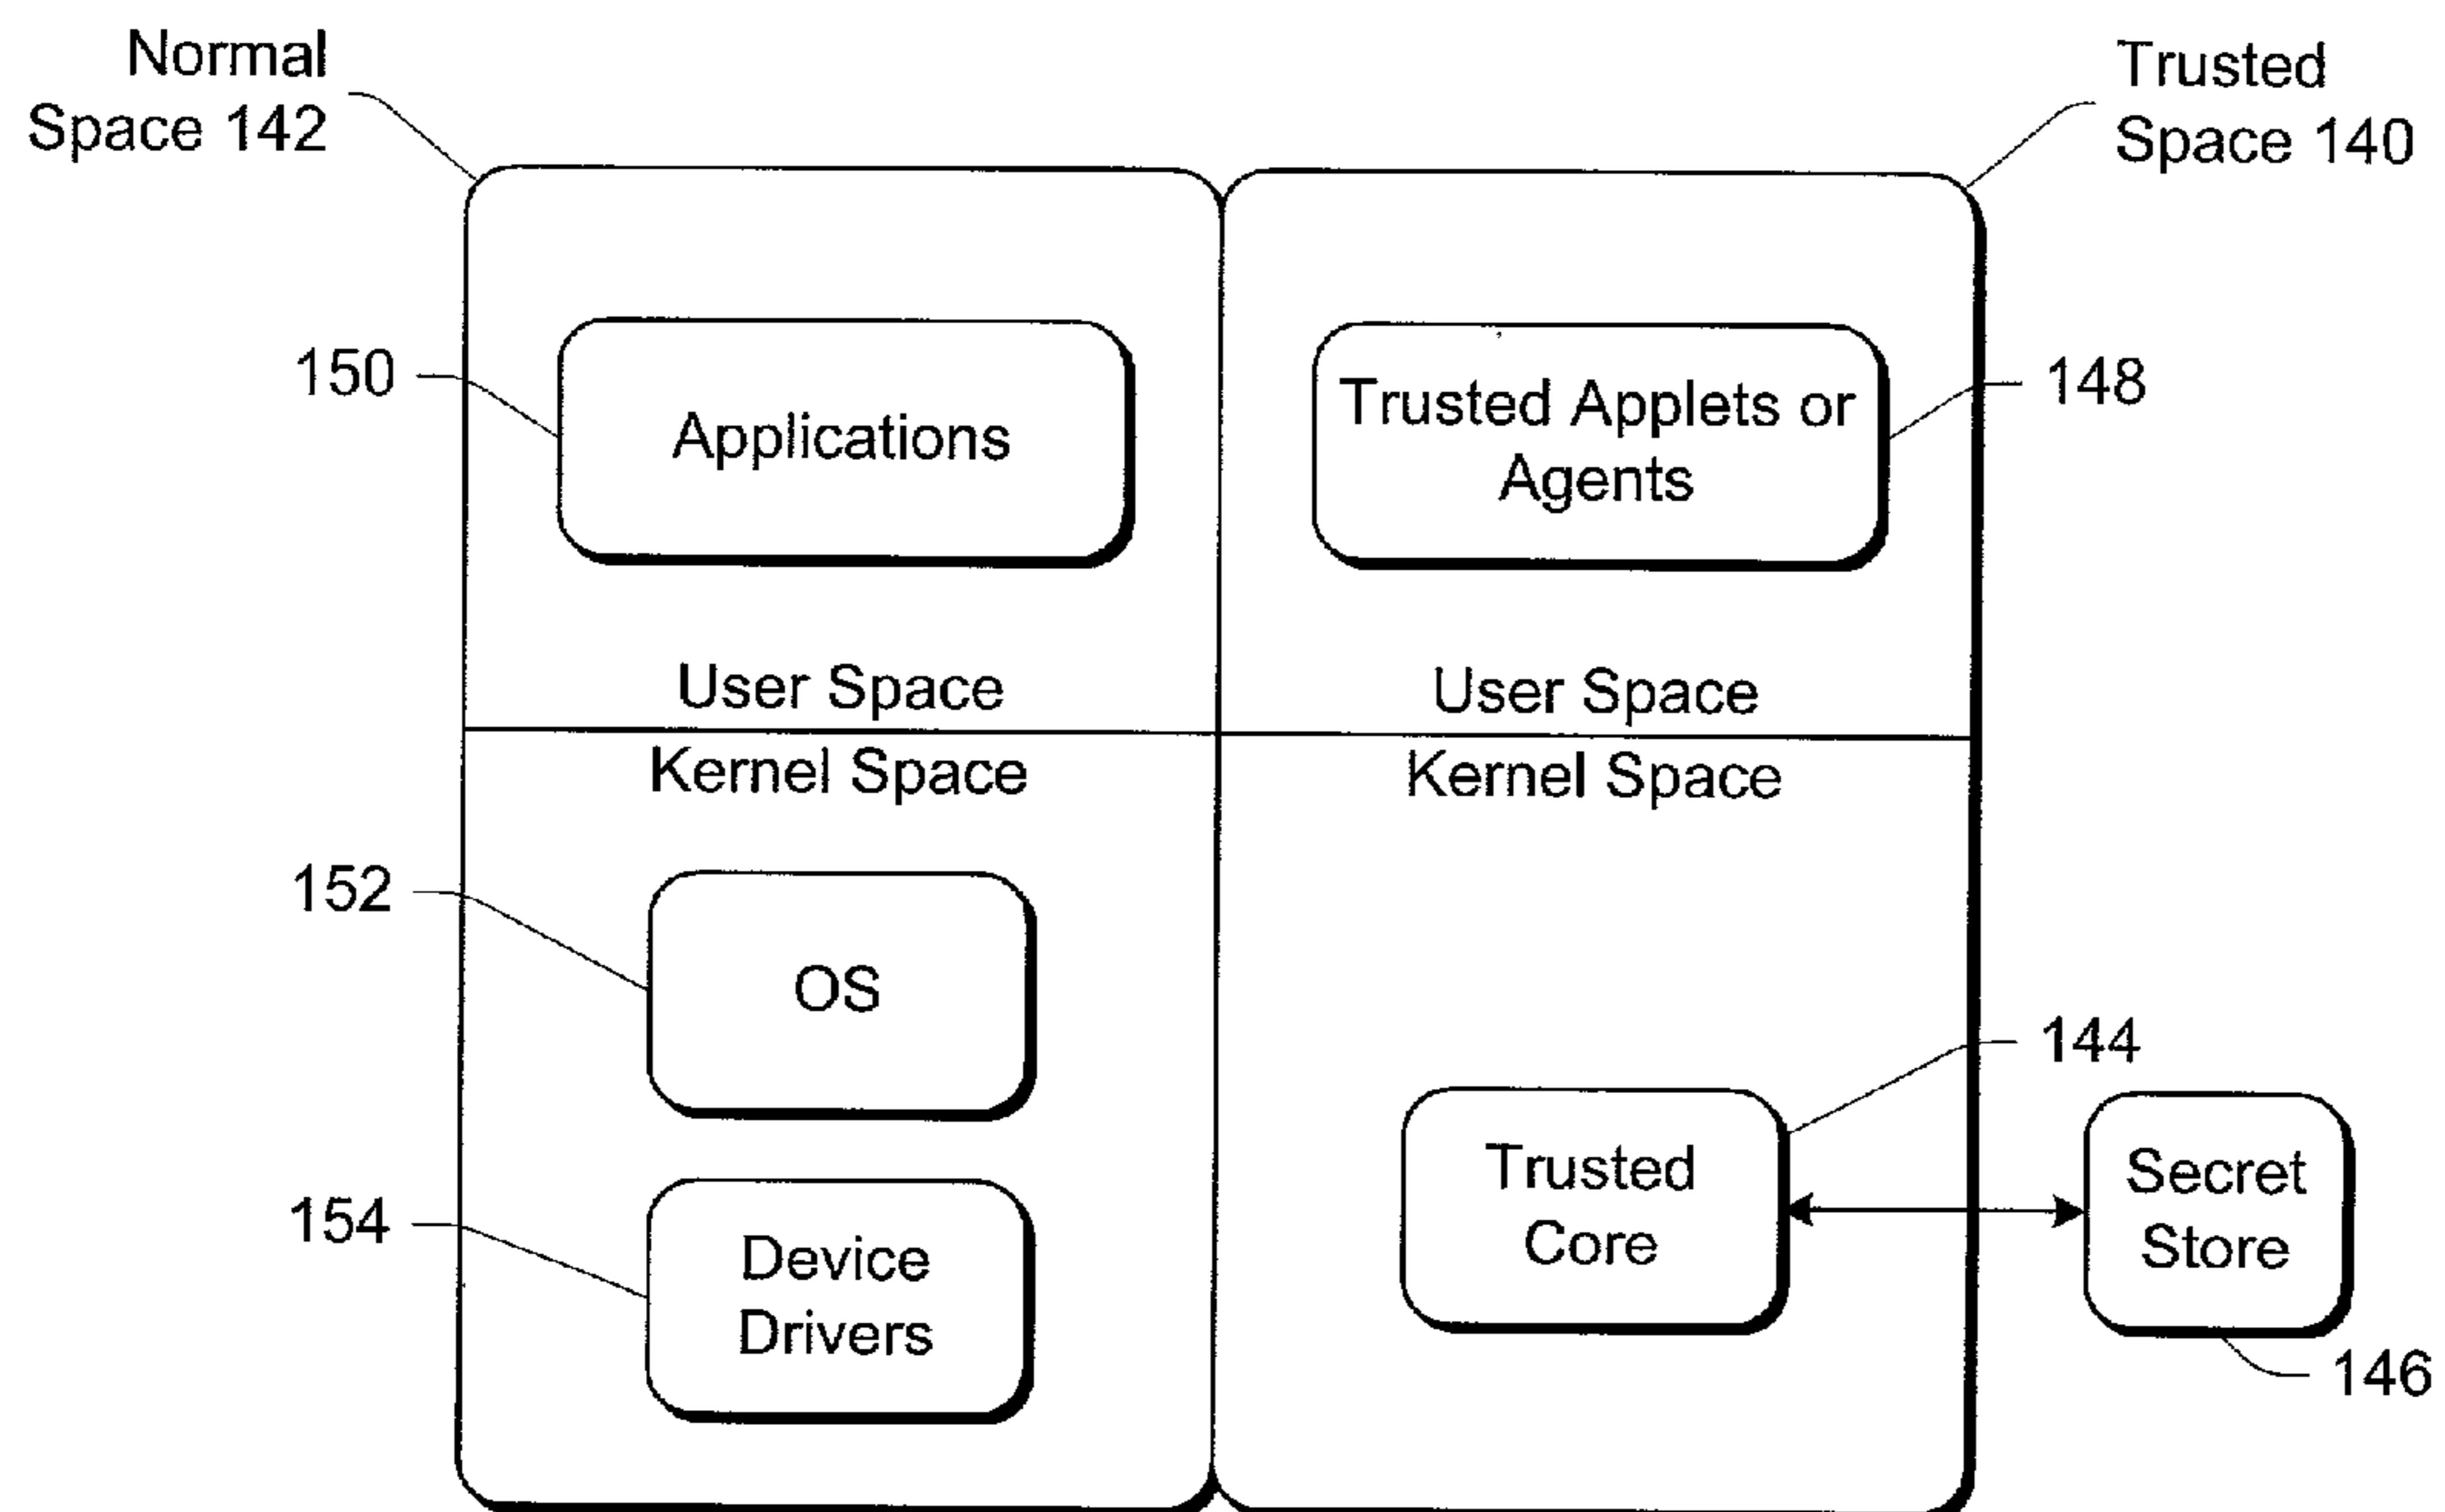 Normal
Space 142
Trusted
Space 140
150
Applications
Trusted Applets or
Agents
148
User Space
User Space
Kernel Space
Kernel Space
152
OS
144
Trusted
Core
Secret
Store
154
Device
Drivers
146